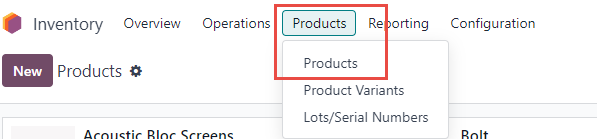 Inventory Overview Operations Products Reporting Configuration
New Products
Products
Product Variants
Lots/Serial Numbers
Acoustic Bloc Screens
Bolt